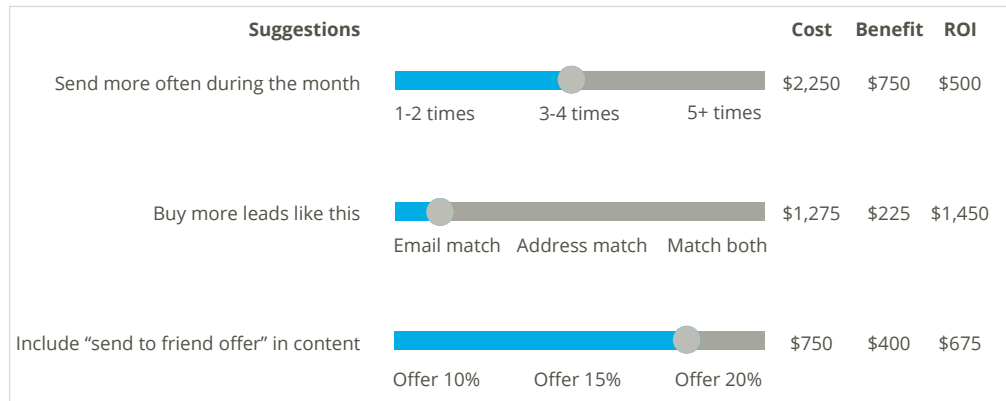 Suggestions Cost Benefit ROI
Send more often during the month $2,250 $750 $500
1-2 times 3-4 times 5+ times
Buy more leads like this $1,275 $225 $1,450
Email match Address match Match both
Include “send to friend offer” in content $750 $400 $675
Offer 10% Offer 15% Offer 20%